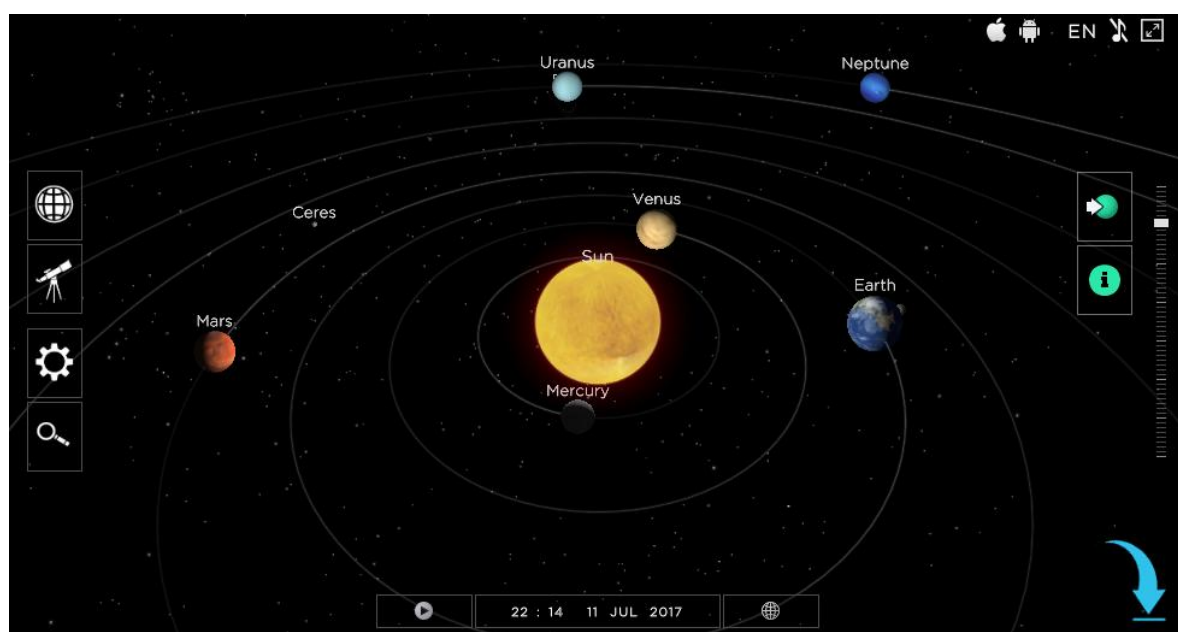 EN
Uranus
Neptune
Venus
Ceres
Sun
Earth
Mars
Mercury
22 : 14 11 JUL 2017